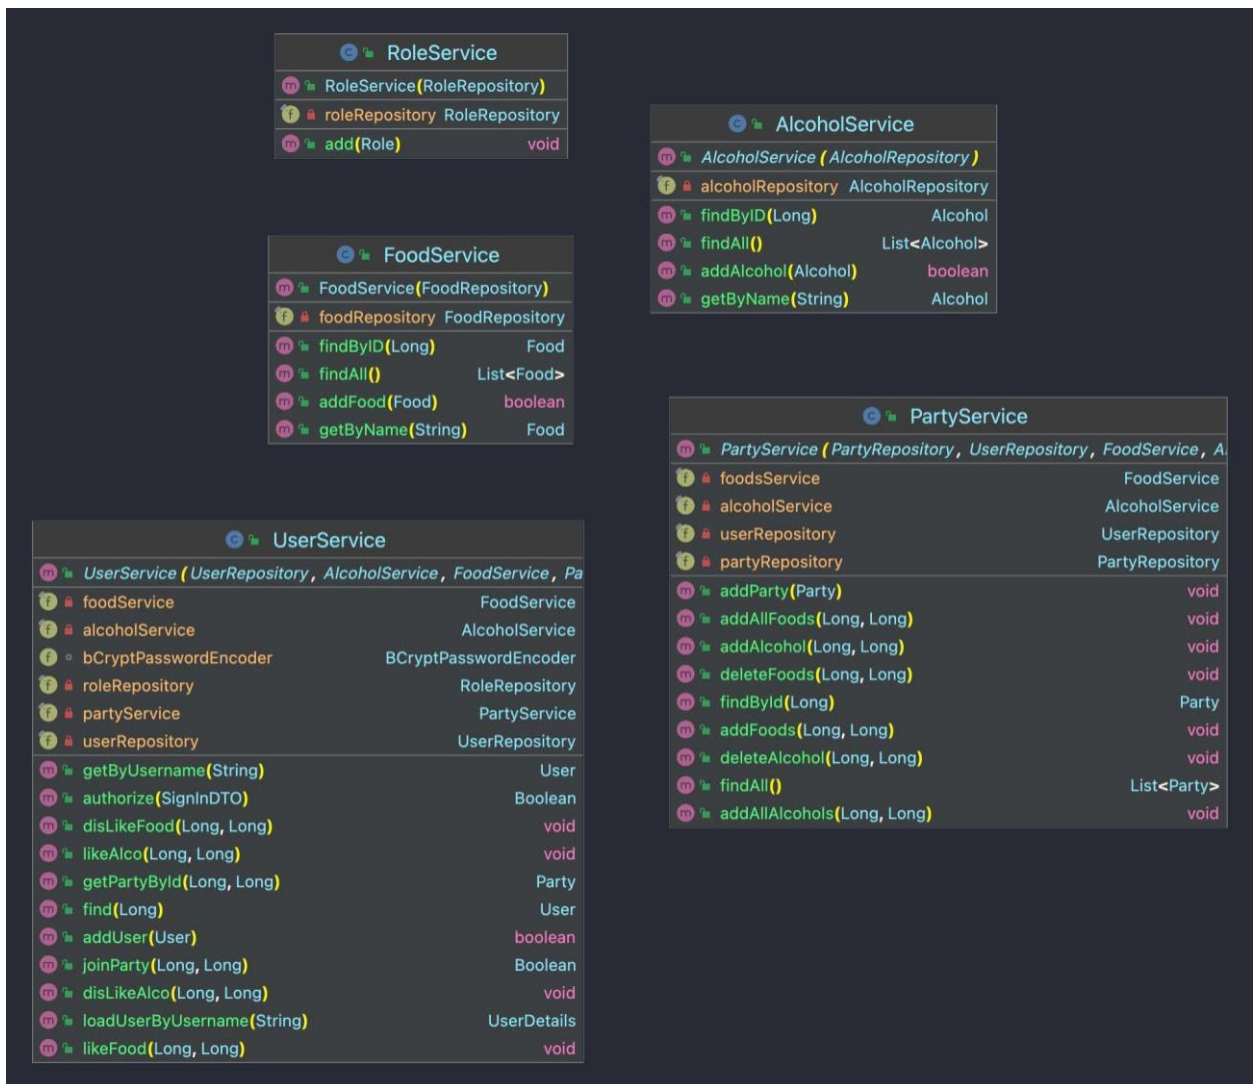 RoleService
RoleService(RoleRepository)
roleRepository RoleRepository
add(Role) void
AlcoholService
AlcoholService(AlcoholRepository)
alcoholRepository AlcoholRepository
findByID(Long) Alcohol
findAll() List<Alcohol>
addAlcohol(Alcohol) boolean
getByName(String) Alcohol
FoodService
FoodService(FoodRepository)
foodRepository FoodRepository
findByID(Long) Food
findAll() List<Food>
addFood(Food) boolean
getByName(String) Food
PartyService
PartyService(PartyRepository, UserRepository, FoodService, A
foodsService FoodService
alcoholService AlcoholService
userRepository UserRepository
partyRepository PartyRepository
addParty(Party) void
addAllFoods(Long, Long) void
addAlcohol(Long, Long) void
deleteFoods(Long, Long) void
findById(Long) Party
addFoods(Long, Long) void
deleteAlcohol(Long, Long) void
findAll() List<Party>
addAllAlcohols(Long, Long) void
UserService
UserService(UserRepository, AlcoholService, FoodService, Pa
foodService FoodService
alcoholService AlcoholService
bCryptPasswordEncoder BCryptPasswordEncoder
roleRepository RoleRepository
partyService PartyService
userRepository UserRepository
getByUsername(String) User
authorize(SignInDTO) Boolean
disLikeFood(Long, Long) void
likeAlco(Long, Long) void
getPartyById(Long, Long) Party
find(Long) User
addUser(User) boolean
joinParty(Long, Long) Boolean
disLikeAlco(Long, Long) void
loadUserByUsername(String) UserDetails
likeFood(Long, Long) void